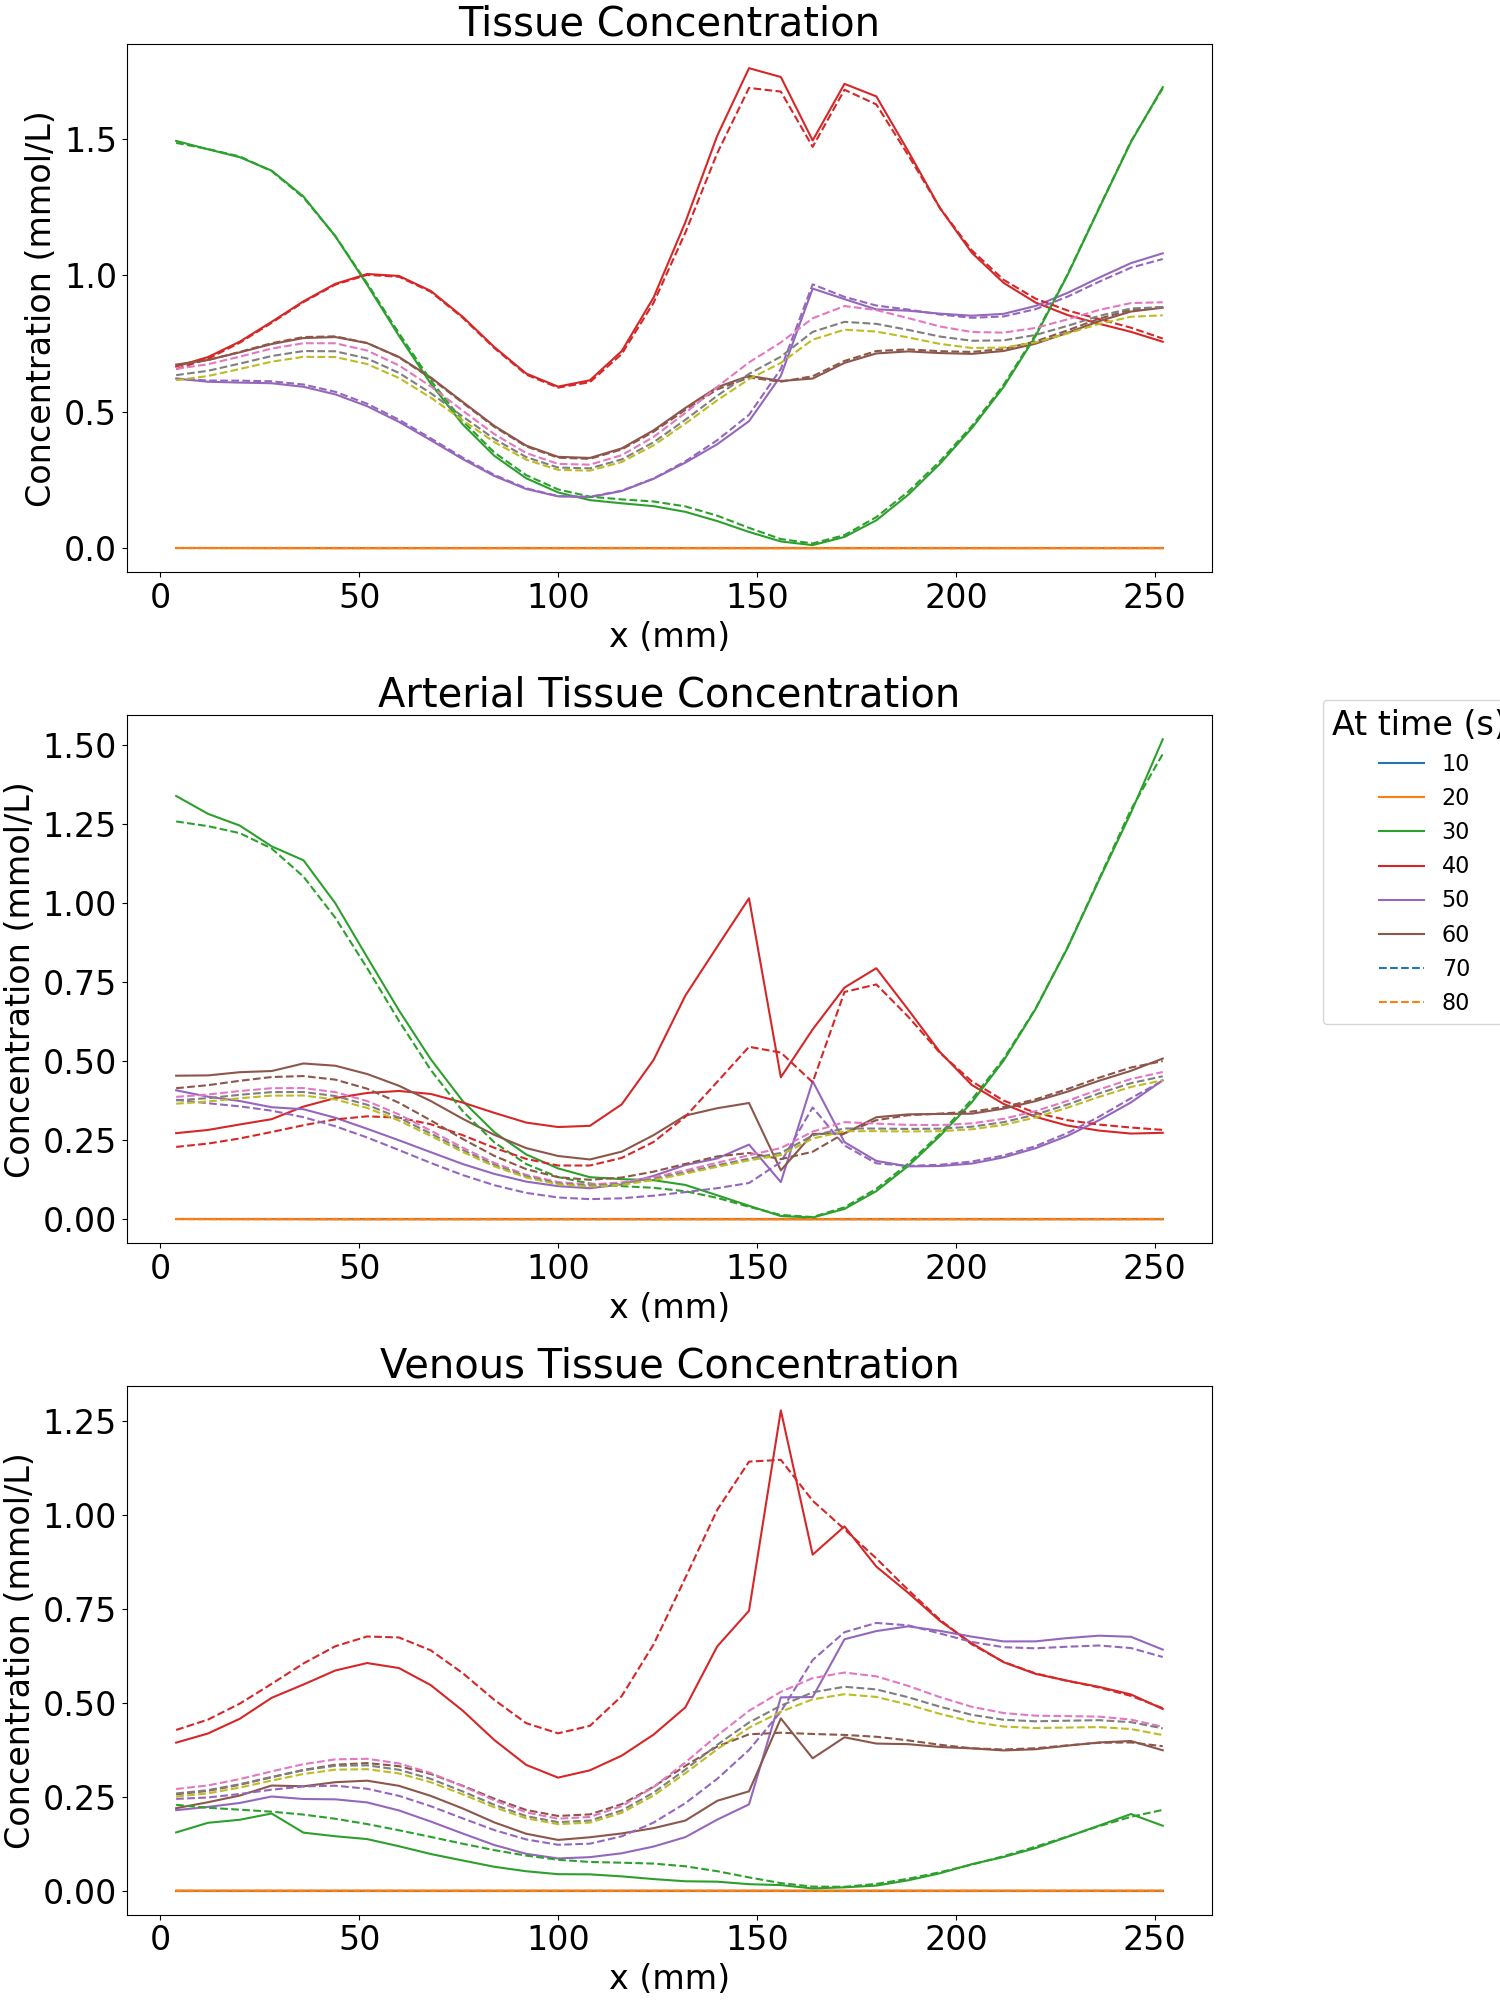 Tissue Concentration
Concentration (mmol/L)
1.5
1.0
0.5
0.0
0 50 100 150 200 250
x (mm)
Arterial Tissue Concentration
Concentration (mmol/L)
1.50
1.25
1.00
0.75
0.50
0.25
0.00
0 50 100 150 200 250
x (mm)
At time (s)
10
20
30
40
50
60
70
80
Venous Tissue Concentration
Concentration (mmol/L)
1.25
1.00
0.75
0.50
0.25
0.00
0 50 100 150 200 250
x (mm)